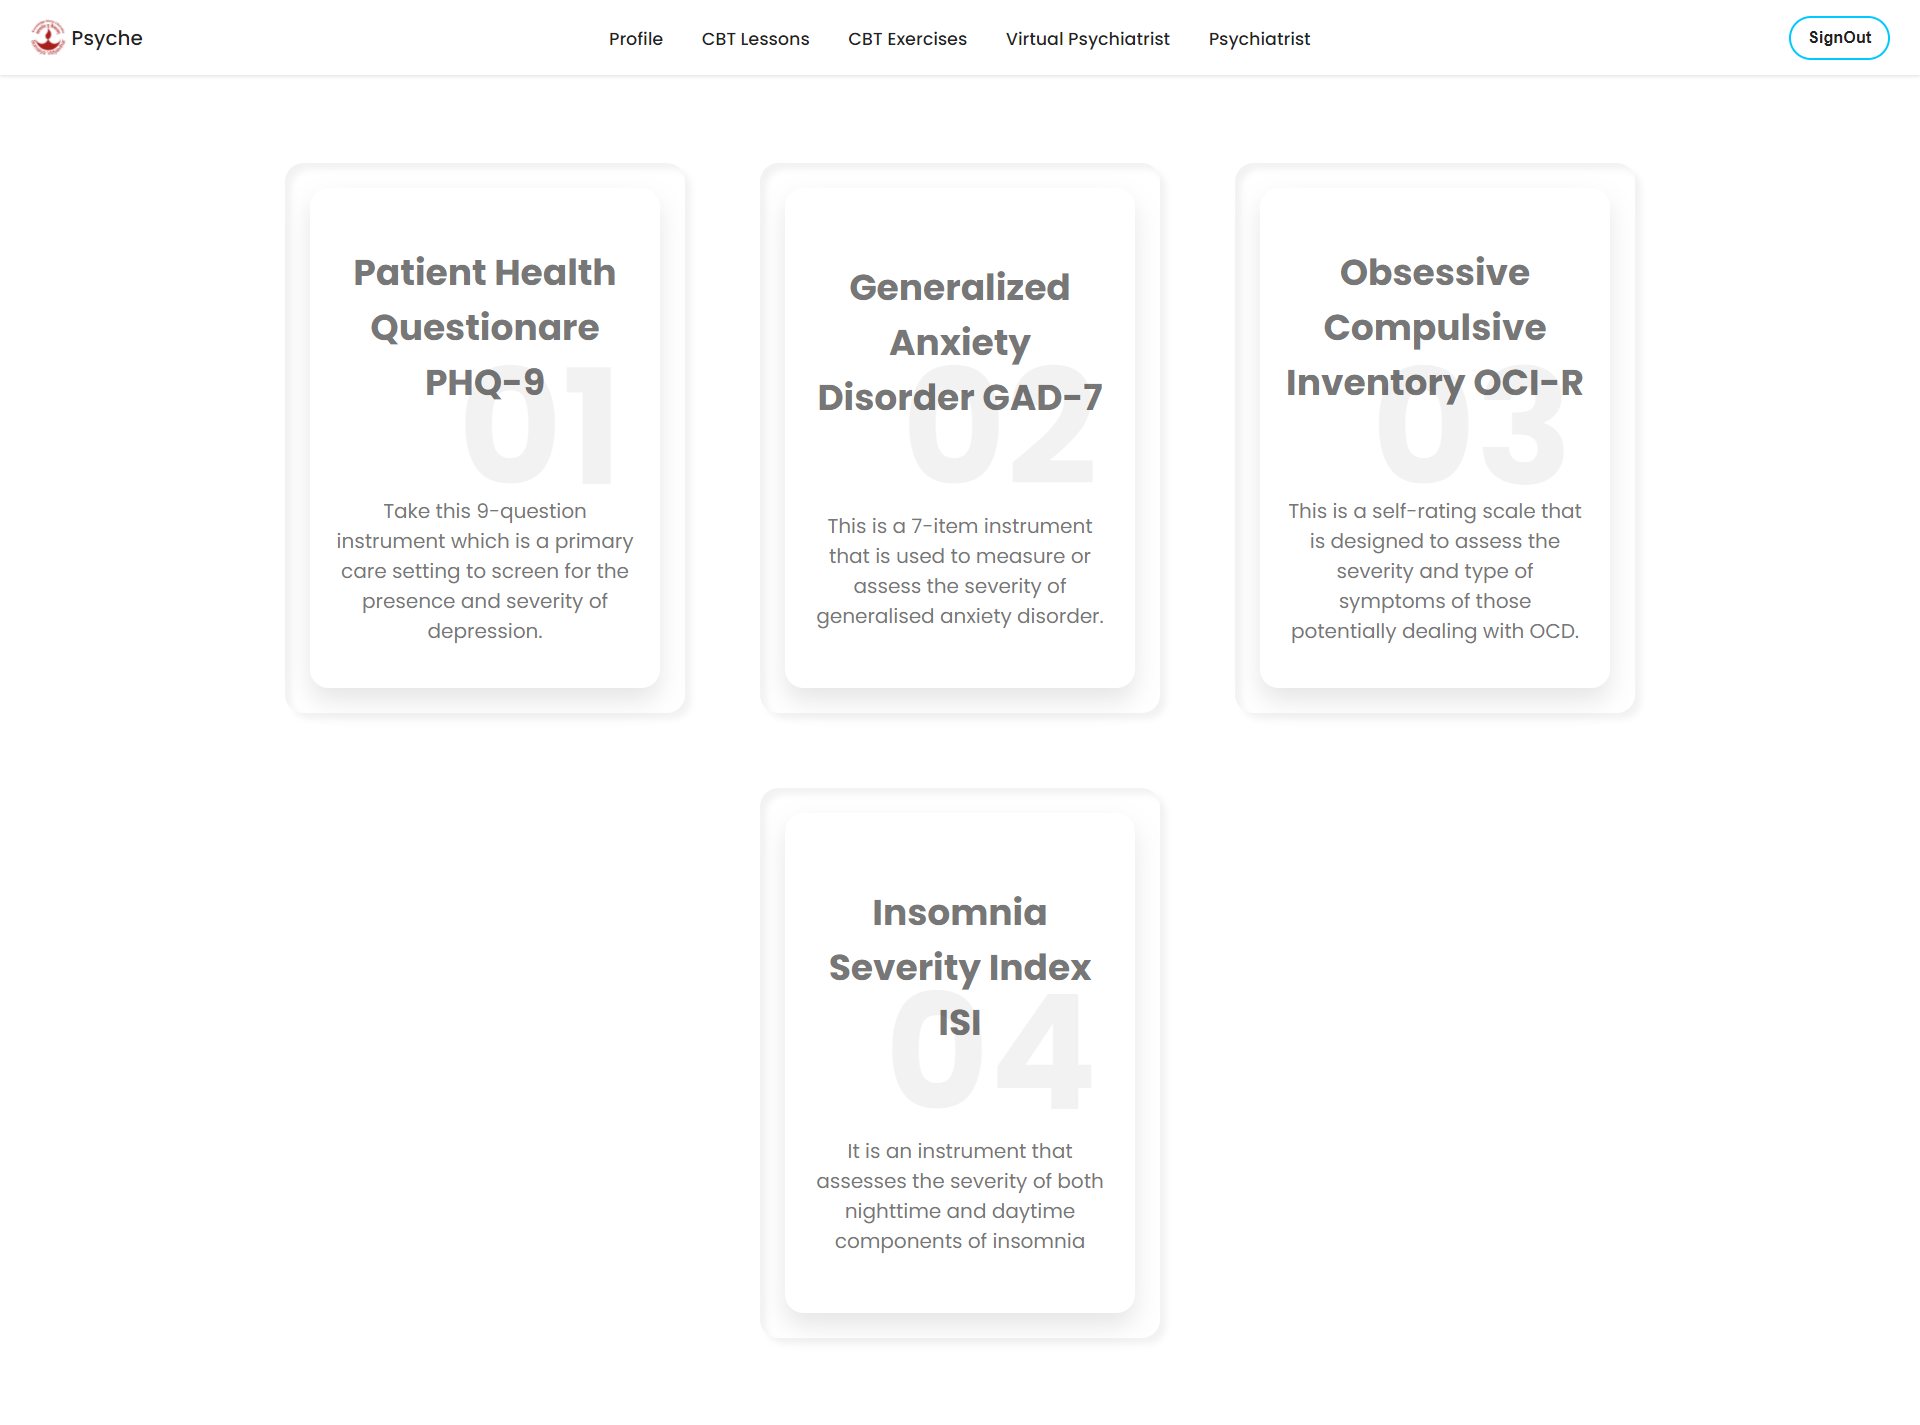 Psyche
Profile
CBT Lessons
CBT Exercises
Virtual Psychiatrist
Psychiatrist
SignOut
Patient Health
Questionare
PHQ-9
01
Take this 9-question
instrument which is a primary
care setting to screen for the
presence and severity of
depression.
Generalized
Anxiety
Disorder GAD-7
02
This is a 7-item instrument
that is used to measure or
assess the severity of
generalised anxiety disorder.
Obsessive
Compulsive
Inventory OCI-R
03
This is a self-rating scale that
is designed to assess the
severity and type of
symptoms of those
potentially dealing with OCD.
Insomnia
Severity Index
ISI
04
It is an instrument that
assesses the severity of both
nighttime and daytime
components of insomnia